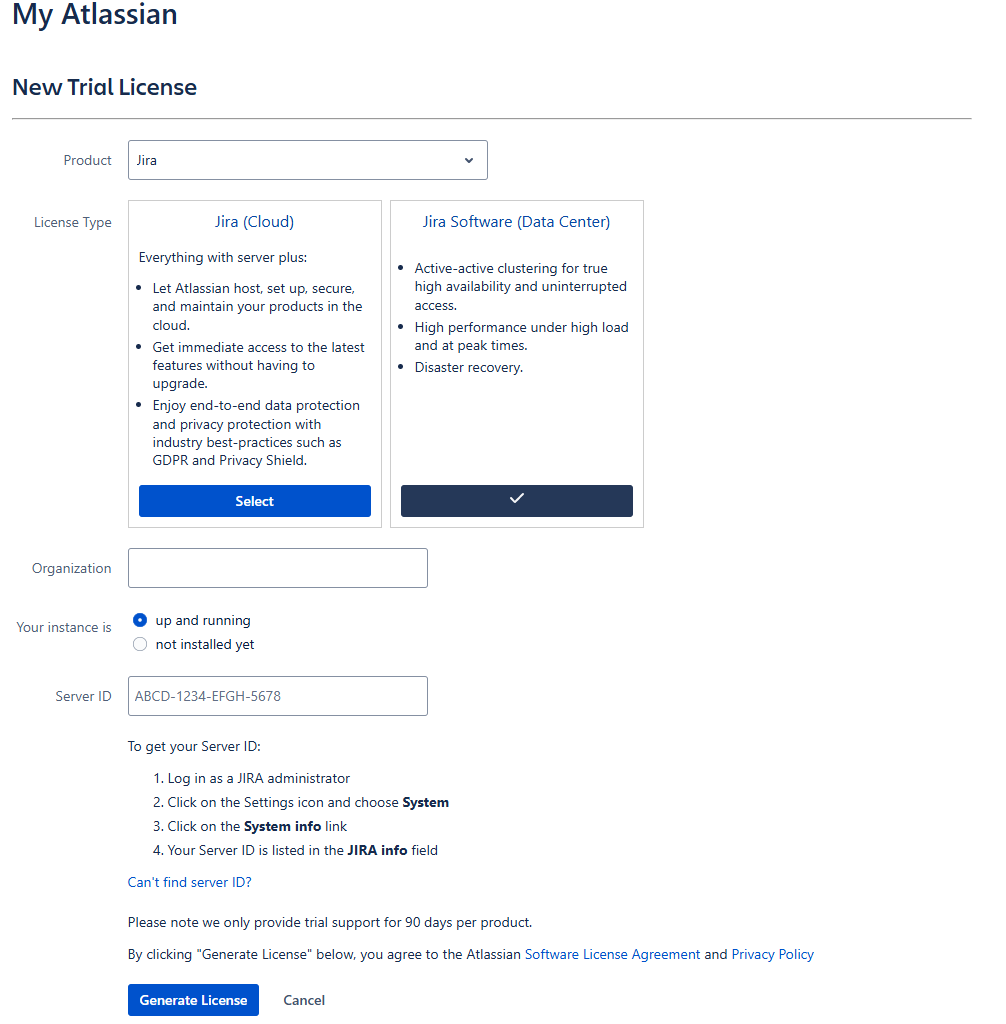 My Atlassian
New Trial License
Product
Jira
License Type
Jira (Cloud)
Everything with server plus:
Let Atlassian host, set up, secure,
and maintain your products in the
cloud.
Get immediate access to the latest
features without having to
upgrade.
Enjoy end-to-end data protection
and privacy protection with
industry best-practices such as
GDPR and Privacy Shield.
Select
Jira Software (Data Center)
Active-active clustering for true
high availability and uninterrupted
access.
High performance under high load
and at peak times.
Disaster recovery.
Organization
Your instance is
up and running
not installed yet
Server ID
ABCD-1234-EFGH-5678
To get your Server ID:
1. Log in as a JIRA administrator
2. Click on the Settings icon and choose System
3. Click on the System info link
4. Your Server ID is listed in the JIRA info field
Can't find server ID?
Please note we only provide trial support for 90 days per product.
By clicking "Generate License" below, you agree to the Atlassian Software License Agreement and Privacy Policy
Generate License
Cancel